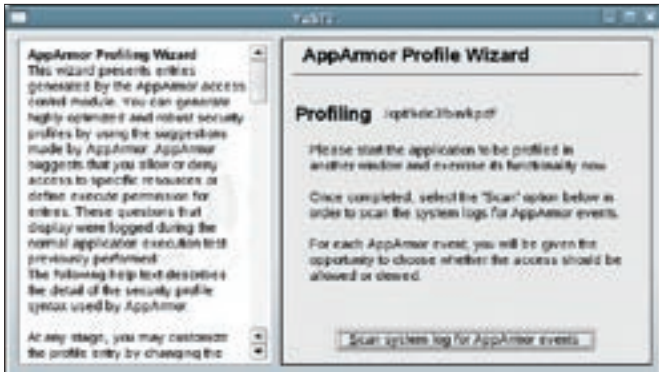 YaST2
AppArmor Profiling Wizard
This wizard presents entries
generated by the AppArmor access
control module. You can generate
highly optimized and robust security
profiles by using the suggestions
made by AppArmor. AppArmor
suggests that you allow or deny
access to specific resources or
define execute permission for
entries. These questions that
display were logged during the
normal application execution test
previously performed.
The following help text describes
the detail of the security profile
syntax used by AppArmor.
At any stage, you may customize
the profile entry by changing the
AppArmor Profile Wizard
Profiling
Please start the application to be profiled in
another window and exercise its functionality now.
Once completed, select the "Scan" option below in
order to scan the system logs for AppArmor events.
For each AppArmor event, you will be given the
opportunity to choose whether the access should be
allowed or denied.
Scan system log for AppArmor events